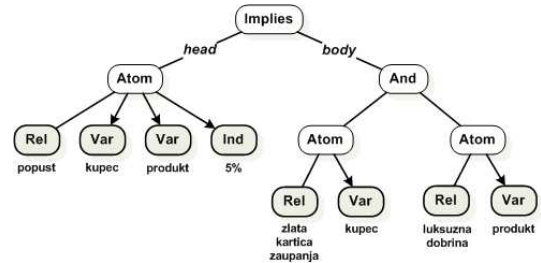 Implies
head
body
Atom
And
Rel
Var
Var
Ind
popust
kupec
produkt
5%
Atom
Atom
Rel
Var
Rel
Var
zlata
kartica
zaupanja
kupec
luksuzna
dobrina
produkt